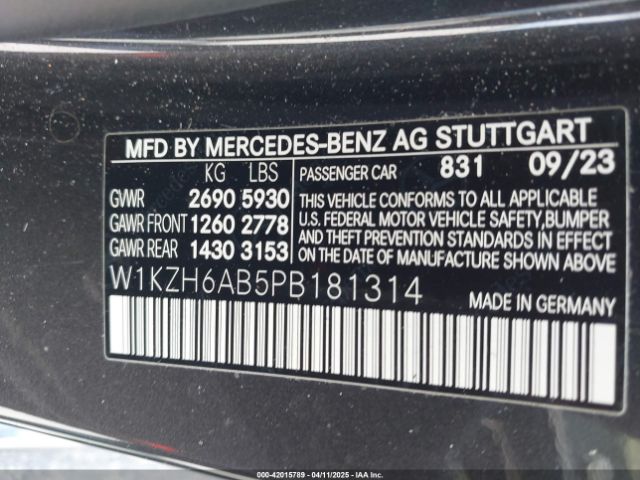 MFD BY MERCEDES-BENZ AG STUTTGART
KG LBS PASSENGER CAR 831 09/23
GVWR 2690 5930
GAWR FRONT 1260 2778
GAWR REAR 1430 3153
THIS VEHICLE CONFORMS TO ALL APPLICABLE
U.S. FEDERAL MOTOR VEHICLE SAFETY,BUMPER
AND THEFT PREVENTION STANDARDS IN EFFECT
ON THE DATE OF MANUFACTURE SHOWN ABOVE.
W1KZH6AB5PB181314 MADE IN GERMANY
000-42015789 - 04/11/2025 - IAAI.COM